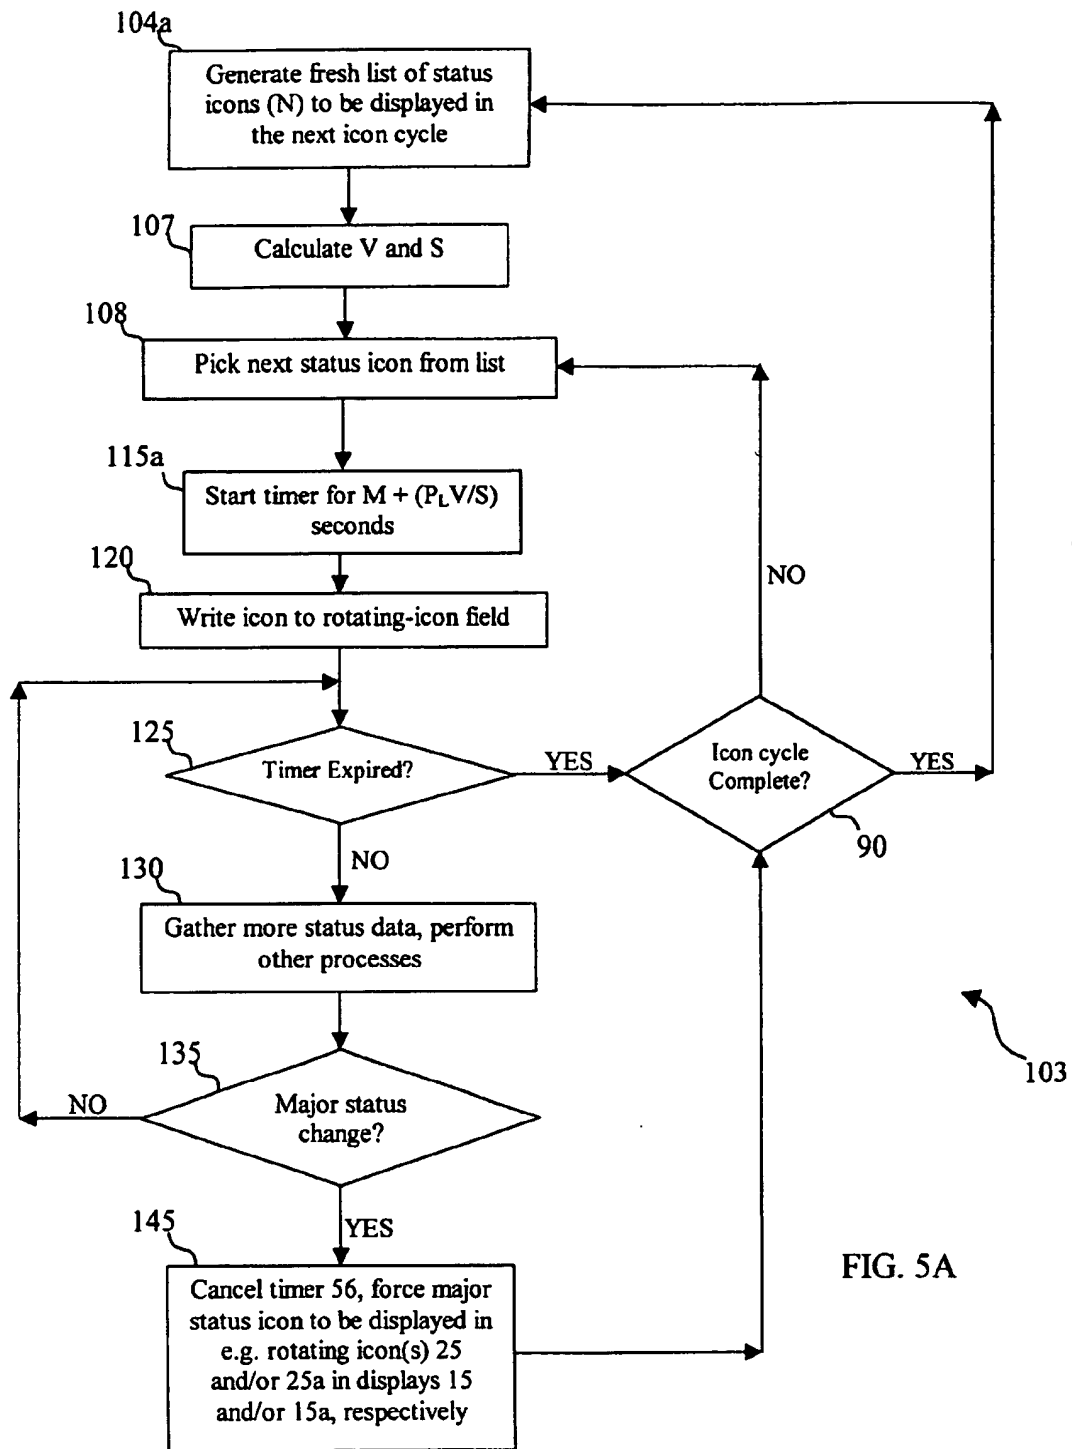 104a
Generate fresh list of status
icons (N) to be displayed in
the next icon cycle
107
Calculate V and S
108
Pick next status icon from list
115a
Start timer for M + (PLV/S)
seconds
120
Write icon to rotating-icon field
NO
125
Timer Expired?
YES
Icon cycle
Complete?
YES
90
NO
130
Gather more status data, perform
other processes
135
Major status
change?
NO
103
YES
145
Cancel timer 56, force major
status icon to be displayed in
e.g. rotating icon(s) 25
and/or 25a in displays 15
and/or 15a, respectively
FIG. 5A